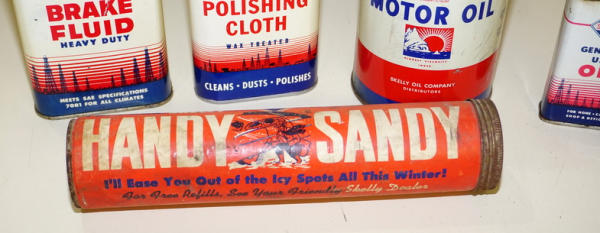 BRAKE
FLUID
HEAVY DUTY
MEETS SAE SPECIFICATIONS
70R1 FOR ALL CLIMATES
POLISHING
CLOTH
WAX TREATED
CLEANS • DUSTS • POLISHES
MOTOR OIL
SKELLY OIL COMPANY
DISTRIBUTORS
HANDY SANDY
I'll Ease You Out of the Icy Spots All This Winter!
For Free Refills, See Your Friendly Skelly Dealer